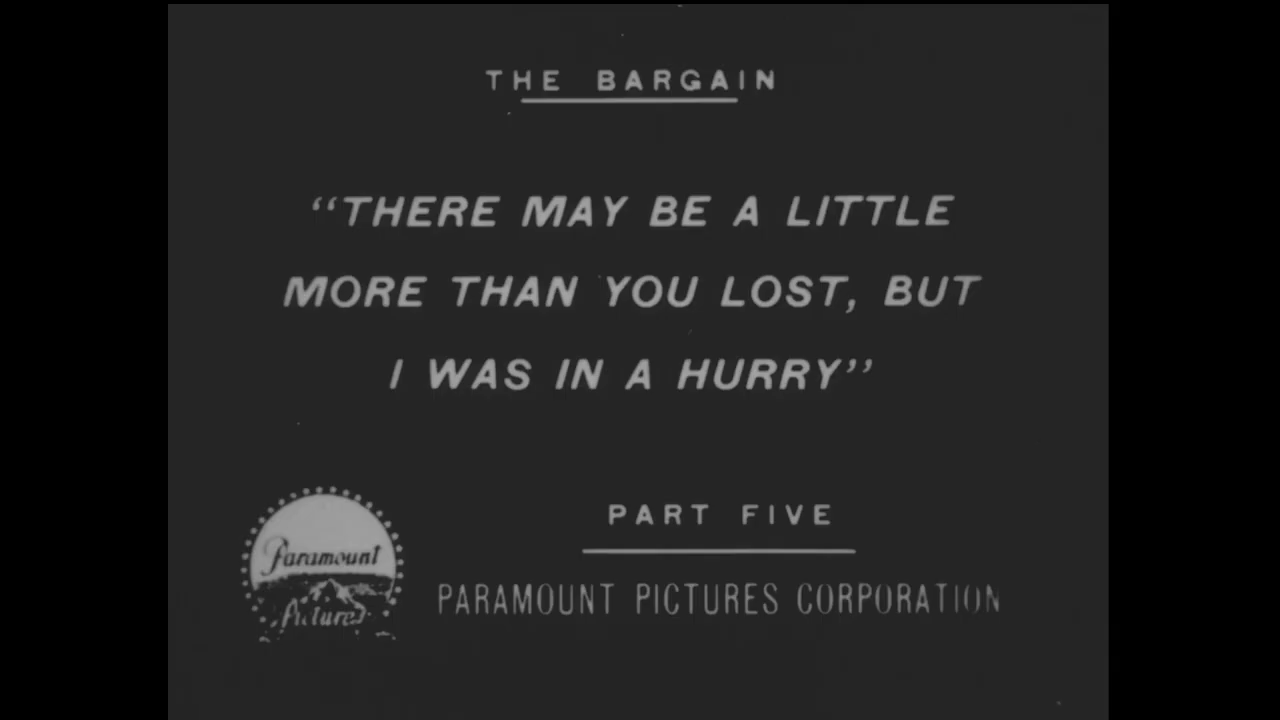 THE BARGAIN
“THERE MAY BE A LITTLE
MORE THAN YOU LOST, BUT
I WAS IN A HURRY”
PART FIVE
Paramount
Pictures
PARAMOUNT PICTURES CORPORATION